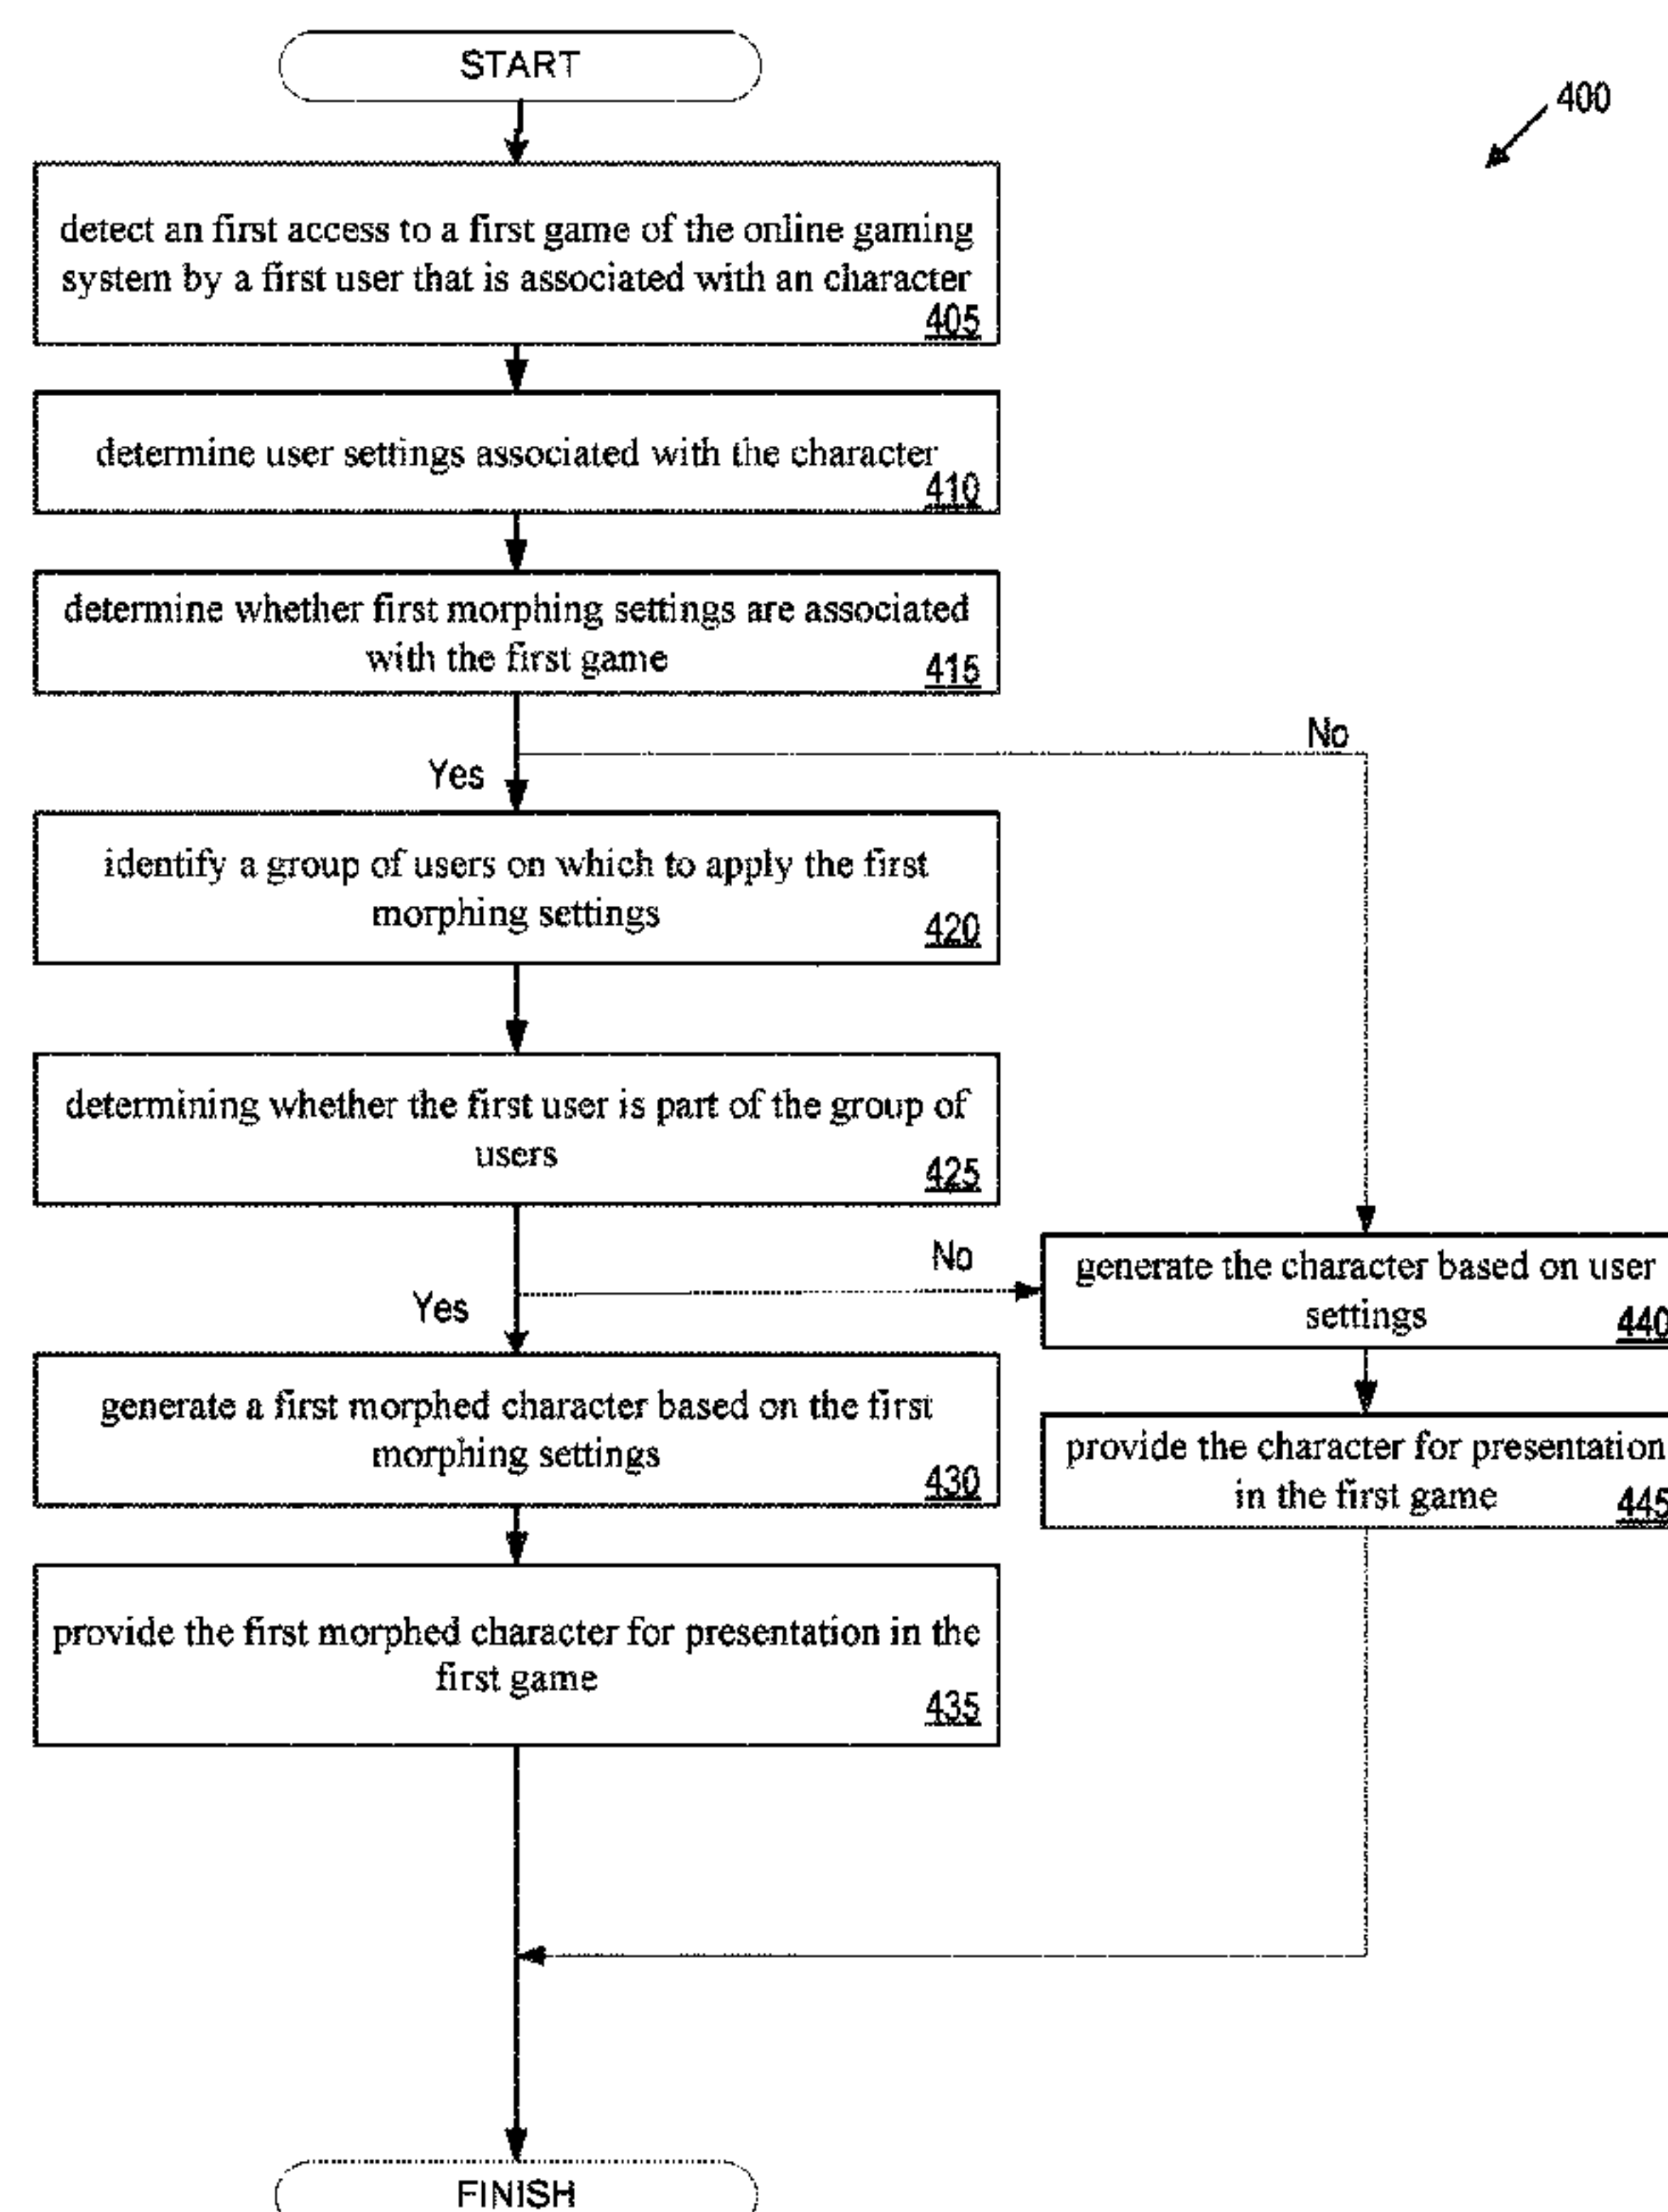 START
400
detect an first access to a first game of the online gaming
system by a first user that is associated with an character
405
determine user settings associated with the character
410
determine whether first morphing settings are associated
with the first game
415
No
Yes
identify a group of users on which to apply the first
morphing settings
420
determining whether the first user is part of the group of
users
425
No
Yes
generate the character based on user
settings
440
generate a first morphed character based on the first
morphing settings
430
provide the character for presentation
in the first game
445
provide the first morphed character for presentation in the
first game
435
FINISH